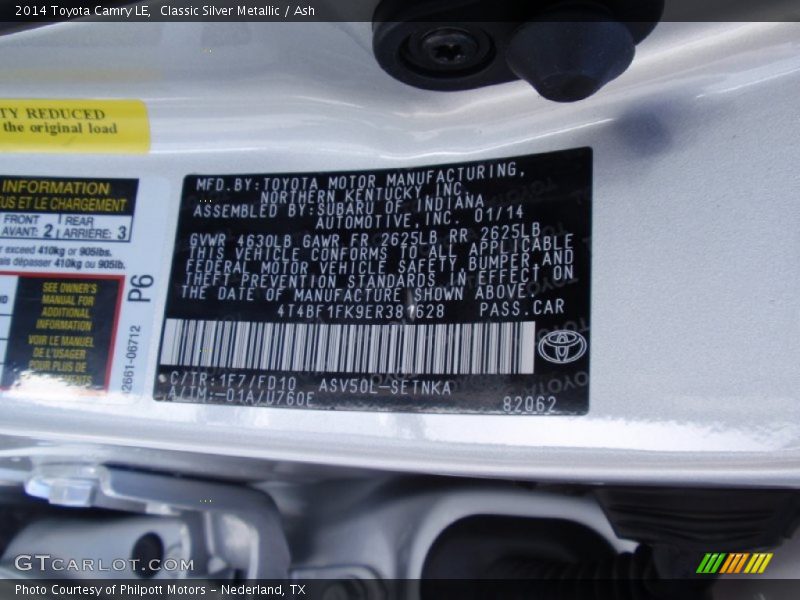 2014 Toyota Camry LE, Classic Silver Metallic / Ash
TY REDUCED
the original load
INFORMATION
EUS ET LE CHARGEMENT
FRONT
AVANT: 2
REAR
ARRIÈRE: 3
exceed 410kg or 905lbs.
ais dépasser 410kg ou 905lb.
SEE OWNER'S
MANUAL FOR
ADDITIONAL
INFORMATION
VOIR LE MANUEL
DE L'USAGER
POUR PLUS DE
P6
42661-06712
MFD.BY:TOYOTA MOTOR MANUFACTURING,
NORTHERN KENTUCKY INC.
ASSEMBLED BY:SUBARU OF INDIANA
AUTOMOTIVE,INC. 01/14
GVWR 4630LB GAWR FR 2625LB RR 2625LB
THIS VEHICLE CONFORMS TO ALL APPLICABLE
FEDERAL MOTOR VEHICLE SAFETY BUMPER AND
THEFT PREVENTION STANDARDS IN EFFECT ON
THE DATE OF MANUFACTURE SHOWN ABOVE.
PASS.CAR
C/TR:1F7/FD10 ASV50L-SETNKA
A/TM:-01A/U760E
82062
GTCARLOT.COM
Photo Courtesy of Philpott Motors - Nederland, TX